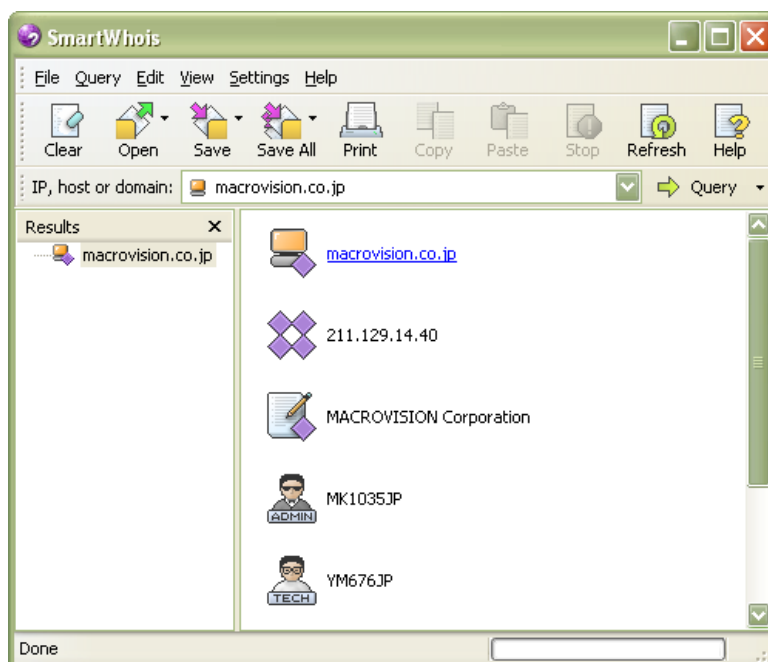 SmartWhois
File Query Edit View Settings Help
Clear Open Save Save All Print Copy Paste Stop Refresh Help
IP, host or domain: macrovision.co.jp Query
Results
macrovision.co.jp
macrovision.co.jp
211.129.14.40
MACROVISION Corporation
MK1035JP
ADMIN
YM676JP
TECH
Done